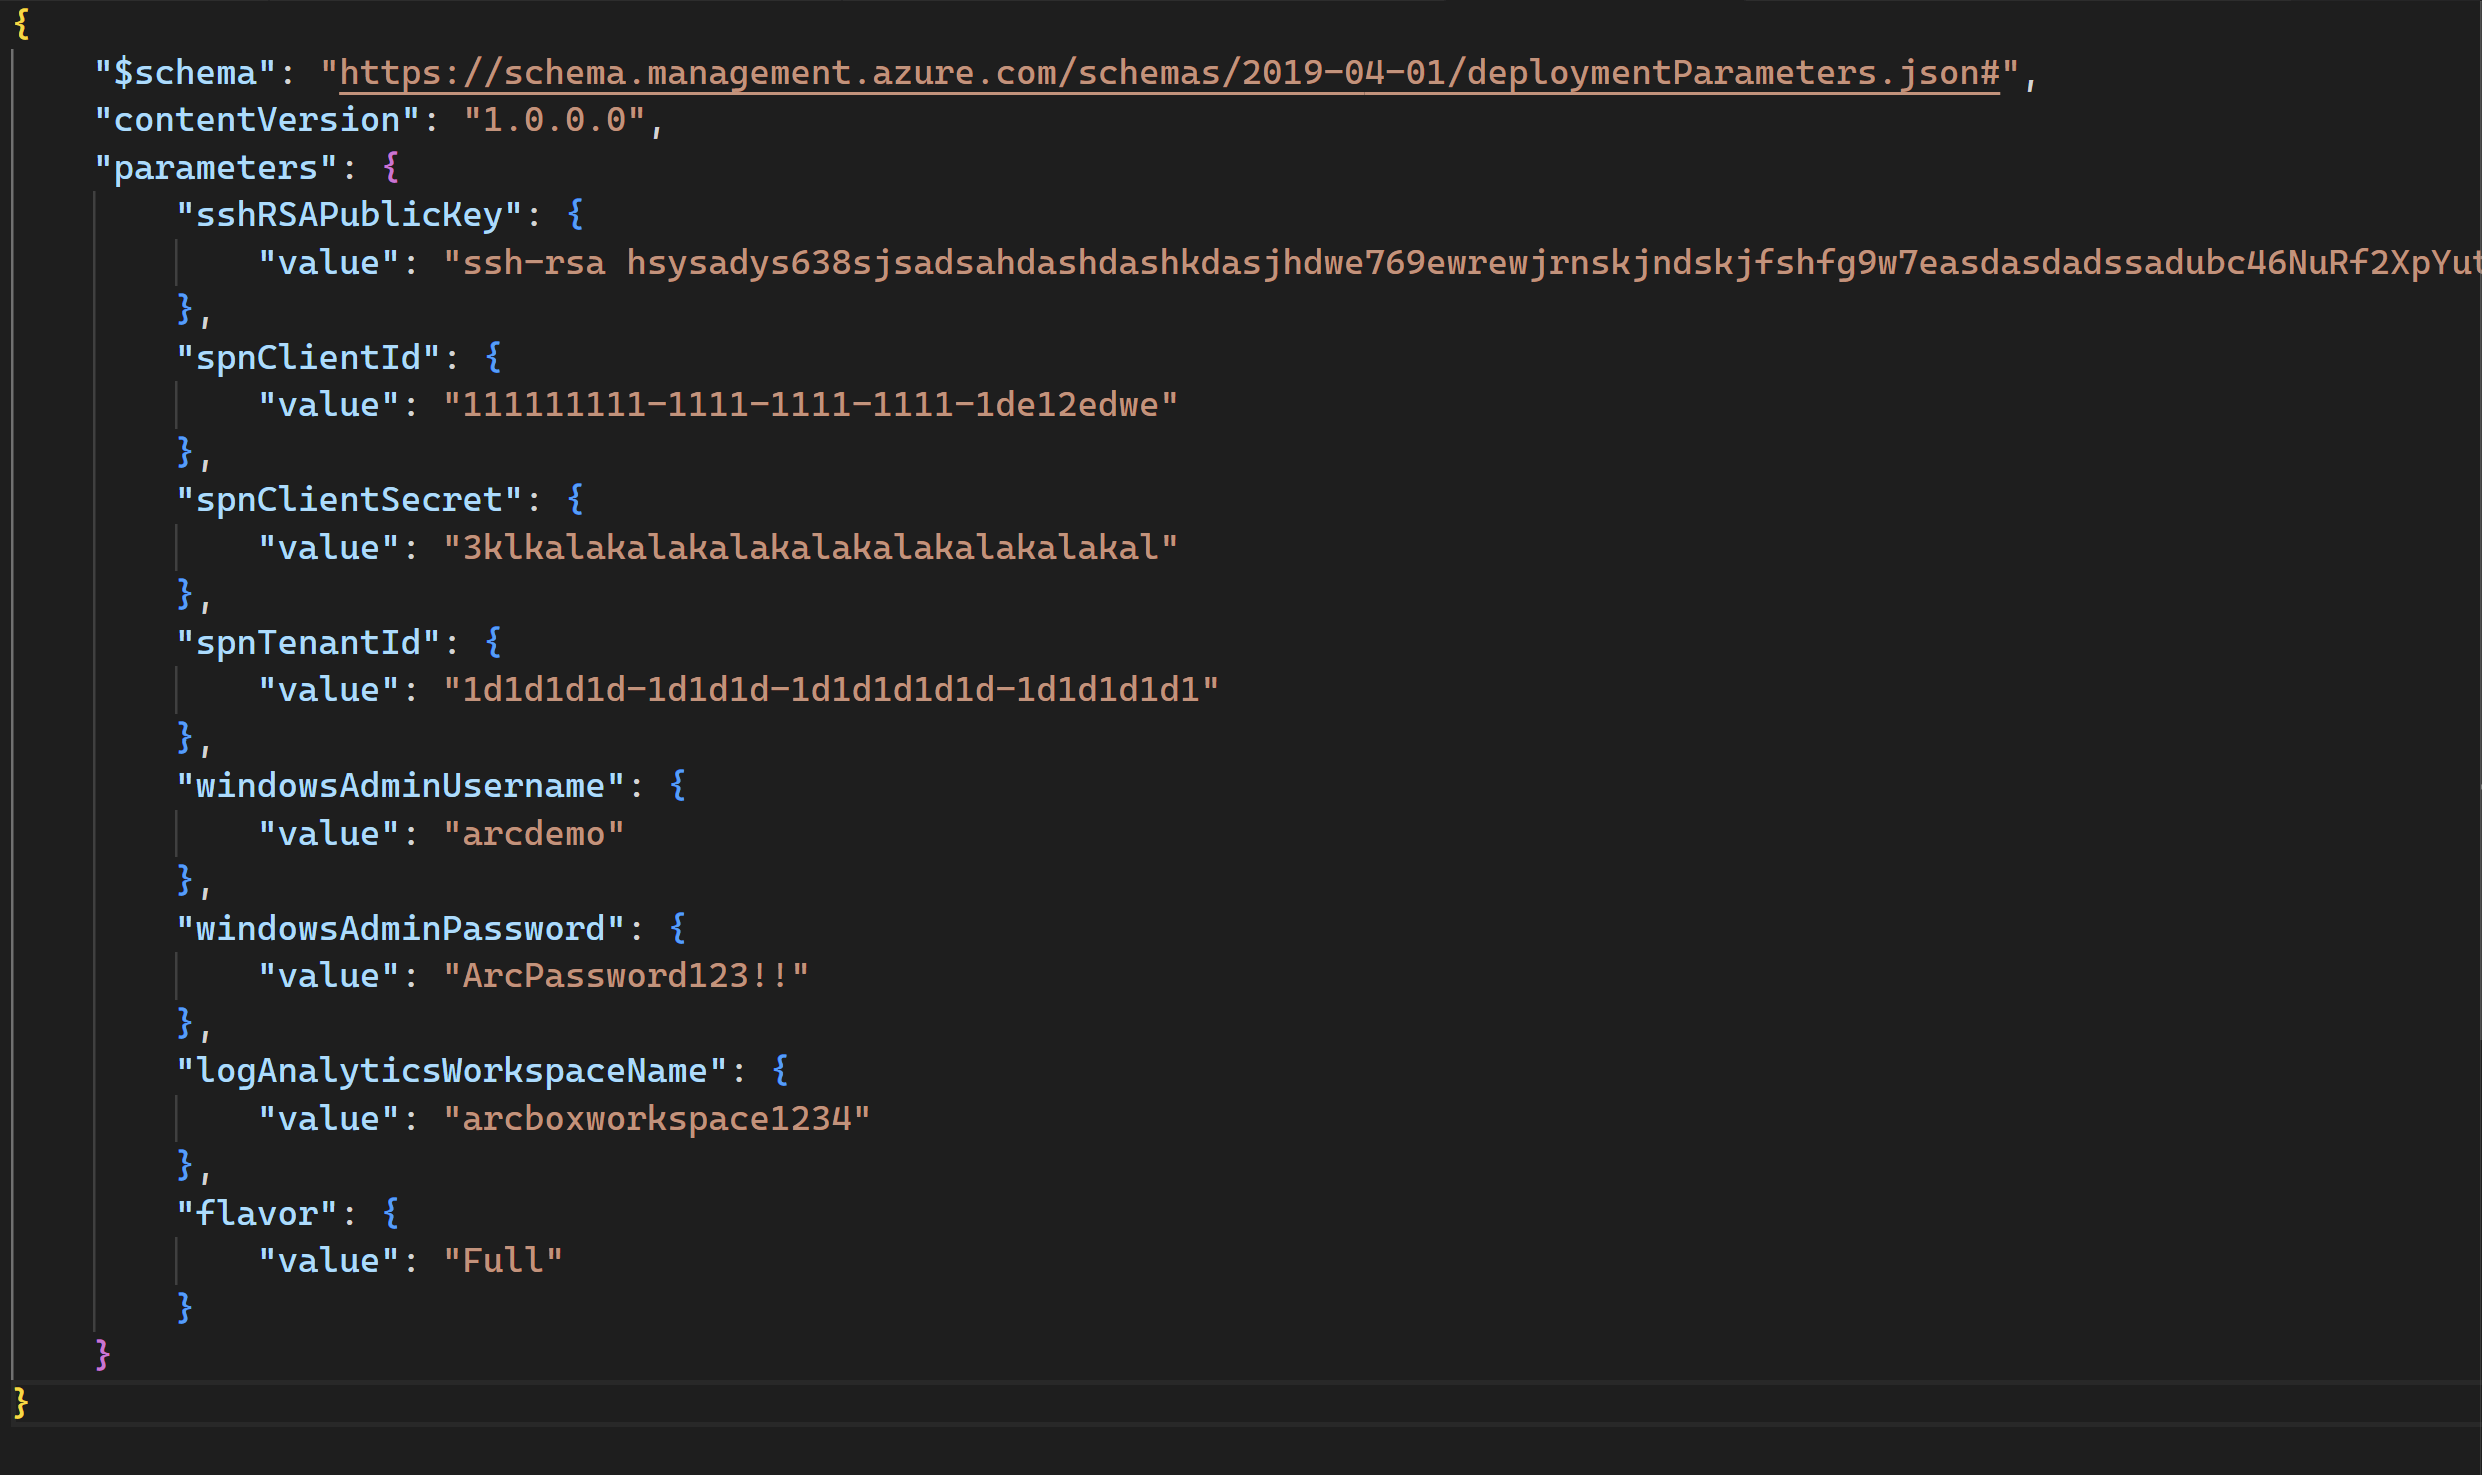 {
    "$schema": "https://schema.management.azure.com/schemas/2019-04-01/deploymentParameters.json#",
    "contentVersion": "1.0.0.0",
    "parameters": {
        "sshRSAPublicKey": {
            "value": "ssh-rsa hsysadys638sjsadsahdashdashkdasjhdwe769ewrewjrnskjndskjfshfg9w7easdasdadssadubc46NuRf2XpYut
        },
        "spnClientId": {
            "value": "111111111-1111-1111-1111-1de12edwe"
        },
        "spnClientSecret": {
            "value": "3klkalakalakalakalakalakalakalakal"
        },
        "spnTenantId": {
            "value": "1d1d1d1d-1d1d1d-1d1d1d1d1d-1d1d1d1d1"
        },
        "windowsAdminUsername": {
            "value": "arcdemo"
        },
        "windowsAdminPassword": {
            "value": "ArcPassword123!!"
        },
        "logAnalyticsWorkspaceName": {
            "value": "arcboxworkspace1234"
        },
        "flavor": {
            "value": "Full"
        }
    }
}